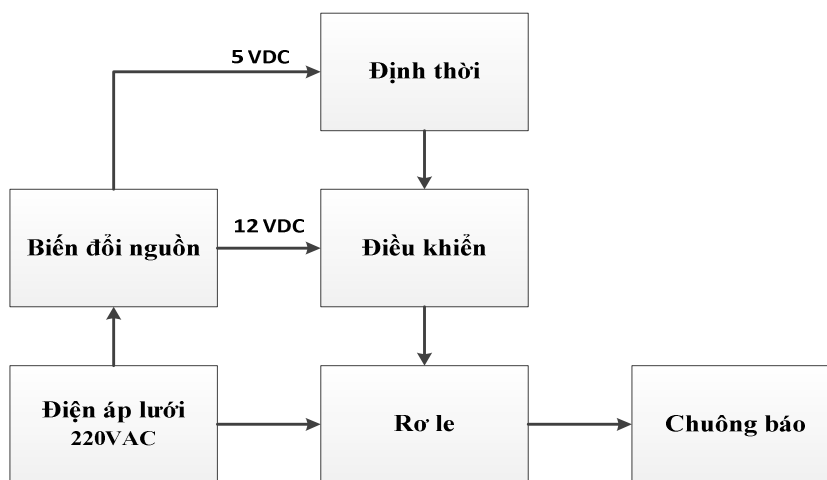 5 VDC
Định thời
Biến đổi nguồn
12 VDC
Điều khiển
Điện áp lưới
220VAC
Rơ le
Chuông báo